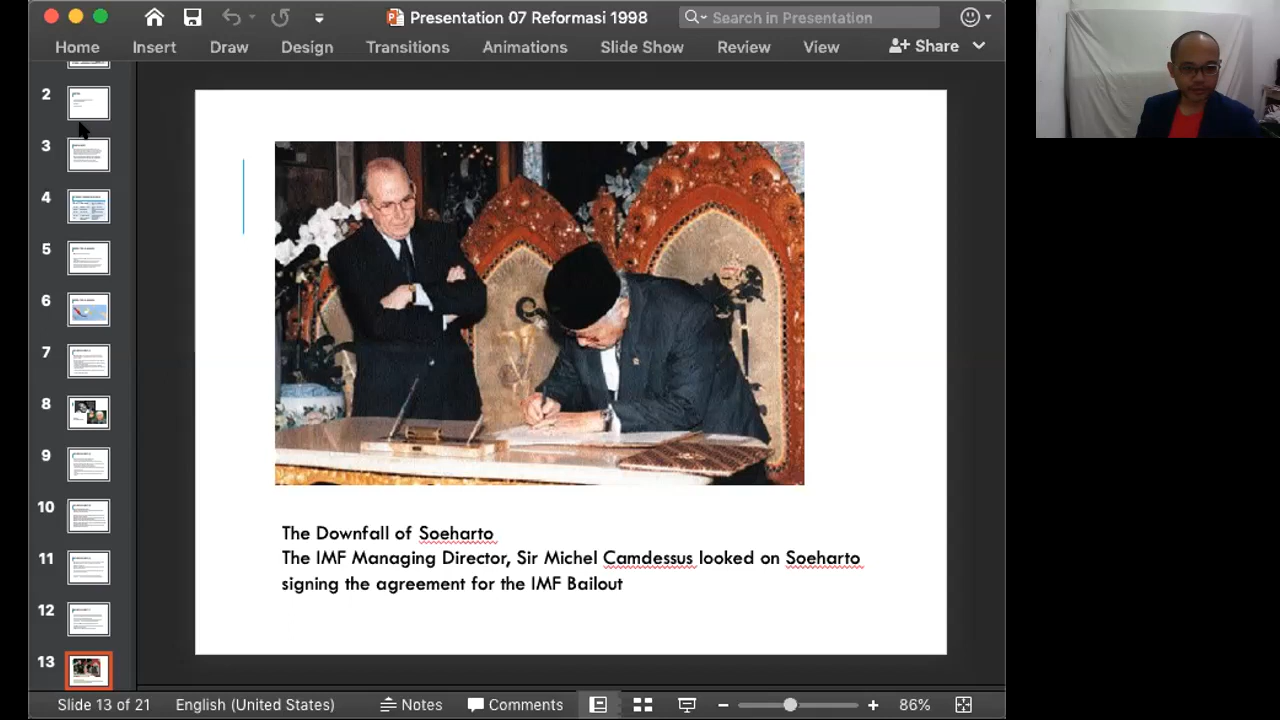 Presentation 07 Reformasi 1998
Search in Presentation
Home Insert Draw Design Transitions Animations Slide Show Review View Share
2
3
4
5
6
7
8
9
10
11
12
13
The Downfall of Soeharto
The IMF Managing Director Sir Michel Camdessus looked on Soeharto
signing the agreement for the IMF Bailout
Slide 13 of 21 English (United States) Notes Comments 86%